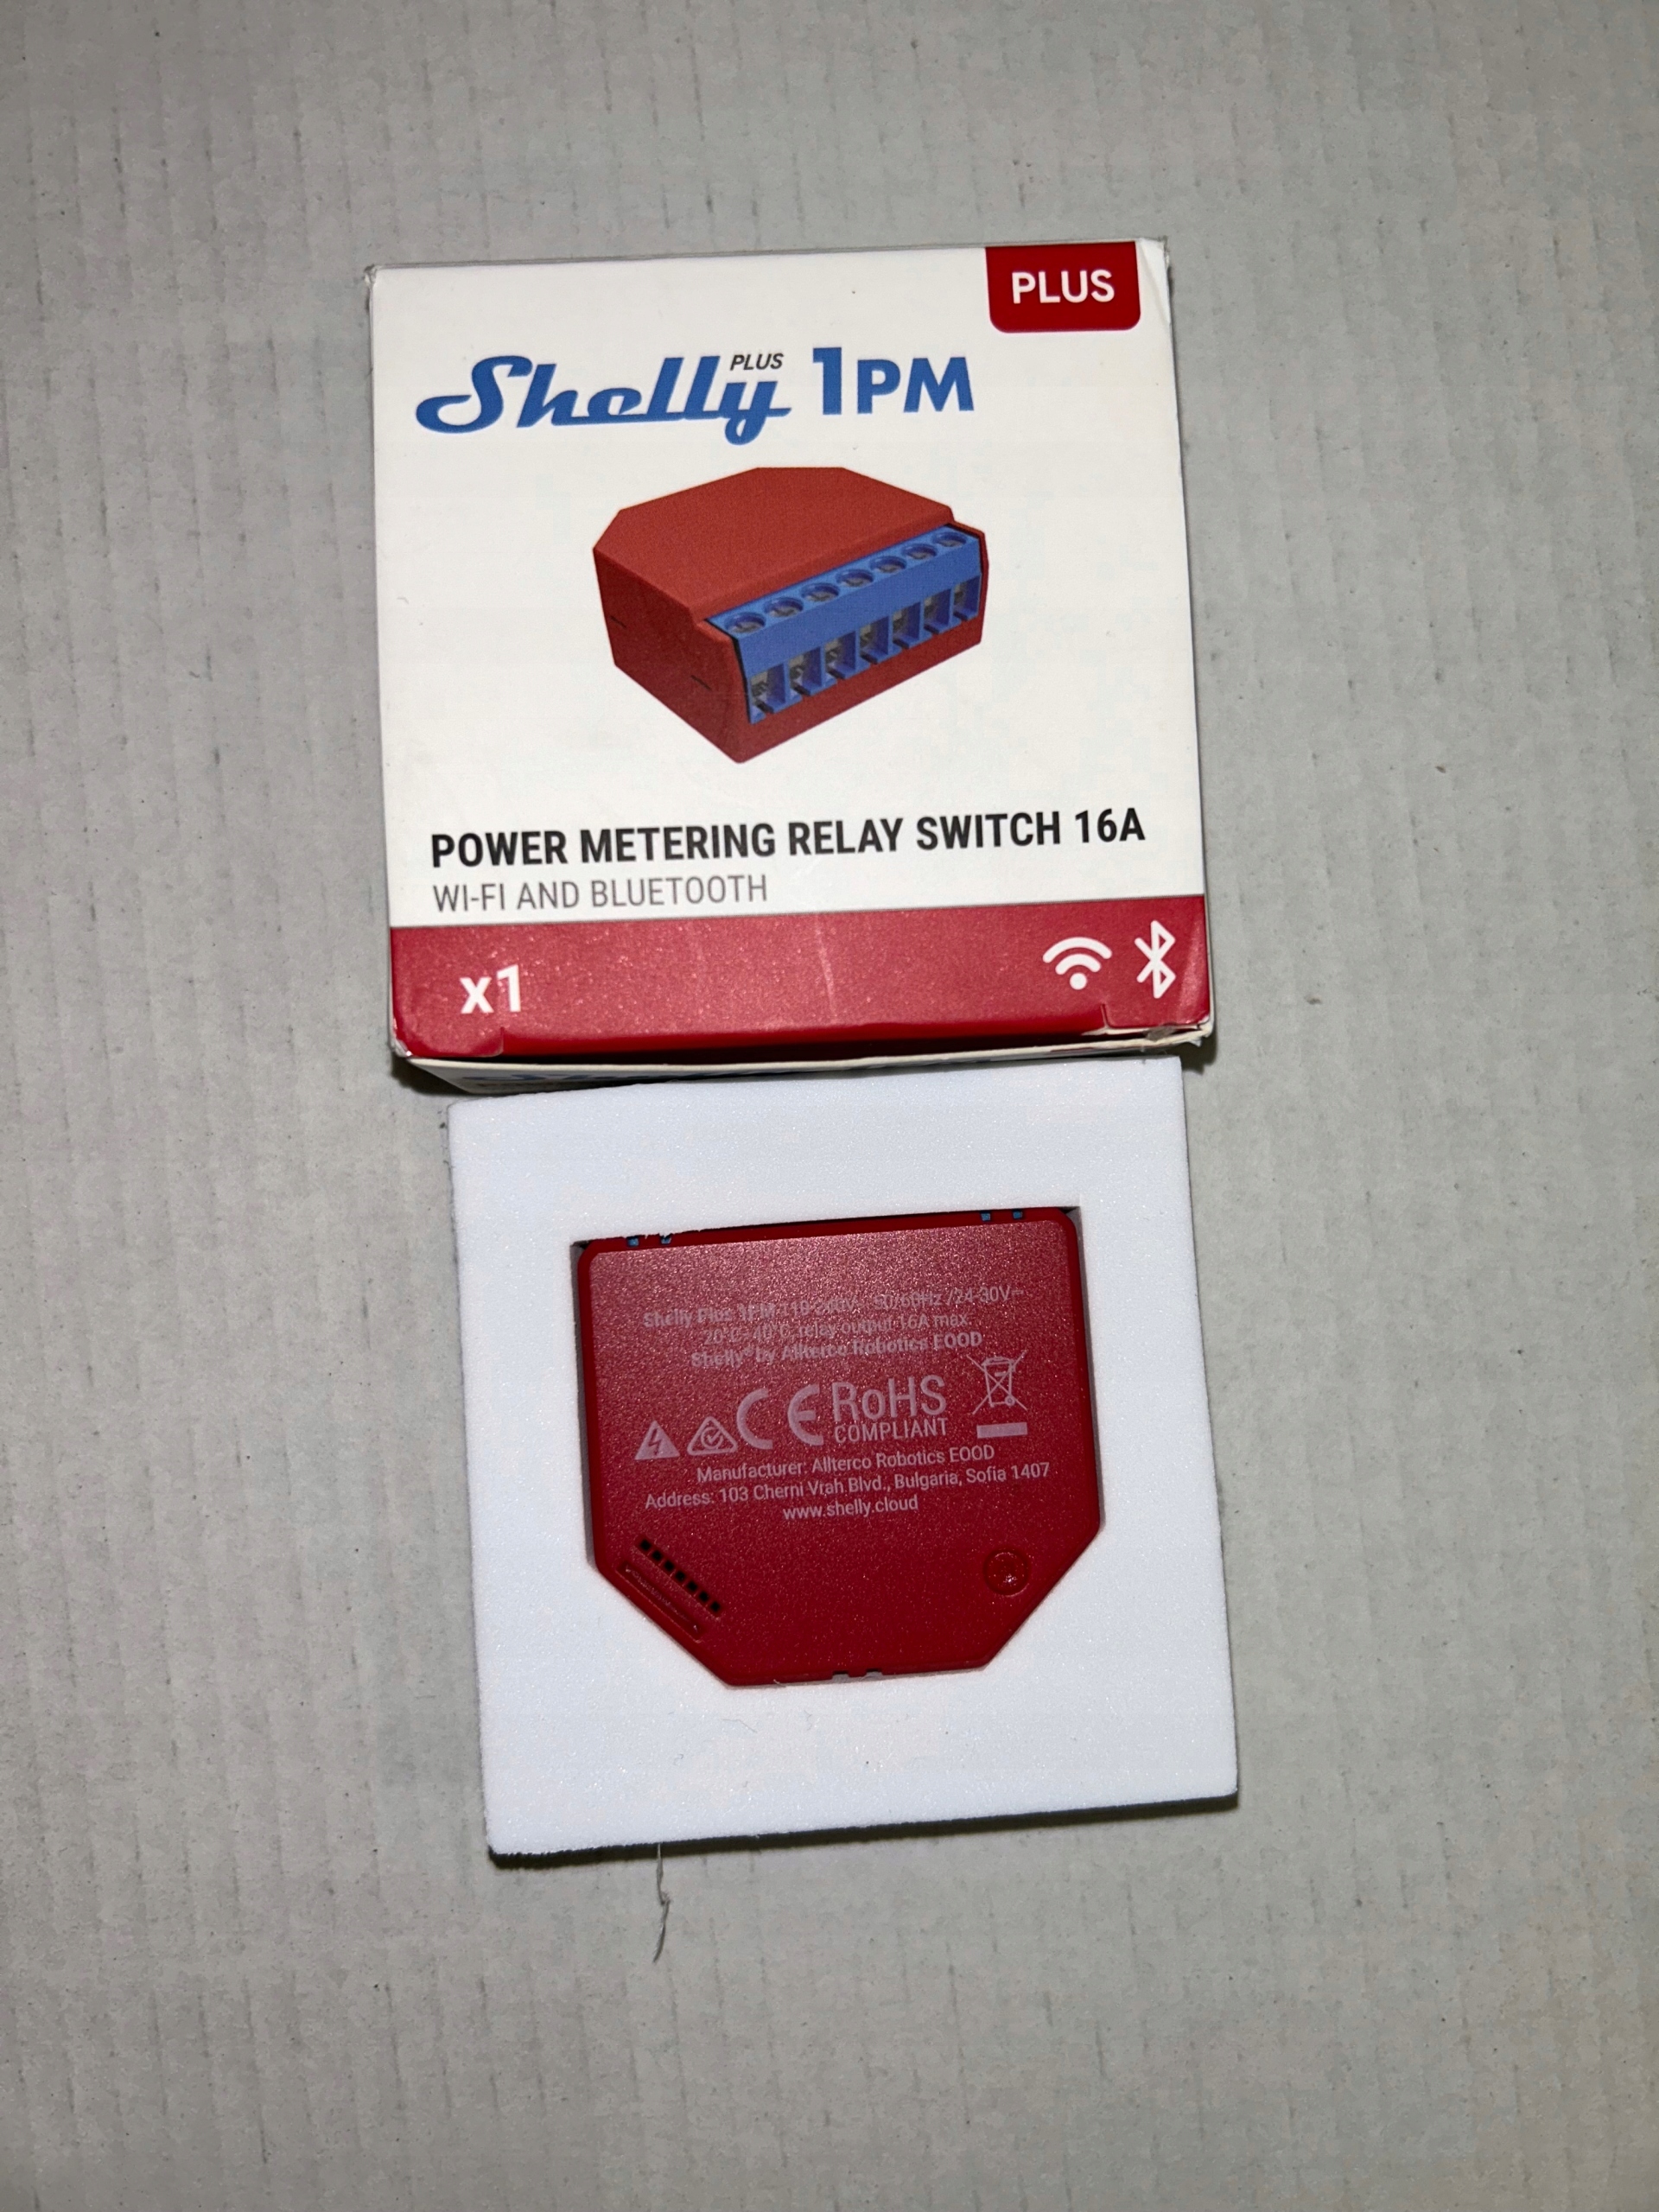 PLUS
Shelly PLUS 1PM
POWER METERING RELAY SWITCH 16A
WI-FI AND BLUETOOTH
x1
Shelly Plus 1PM 110-240V 50/60Hz /24-30V
20°C-40°C, relay output 16A max.
Shelly® by Allterco Robotics EOOD
CE RoHS
COMPLIANT
Manufacturer: Allterco Robotics EOOD
Address: 103 Cherni Vrah Blvd., Bulgaria, Sofia 1407
www.shelly.cloud